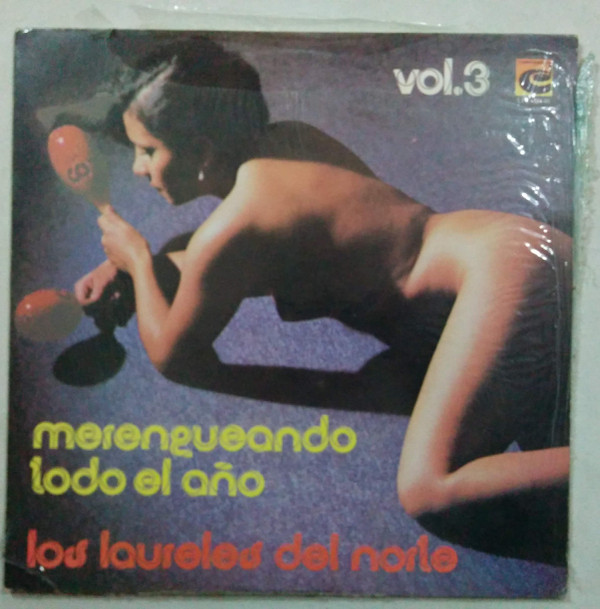 vol.3
merengueando
todo el año
los laureles del norte